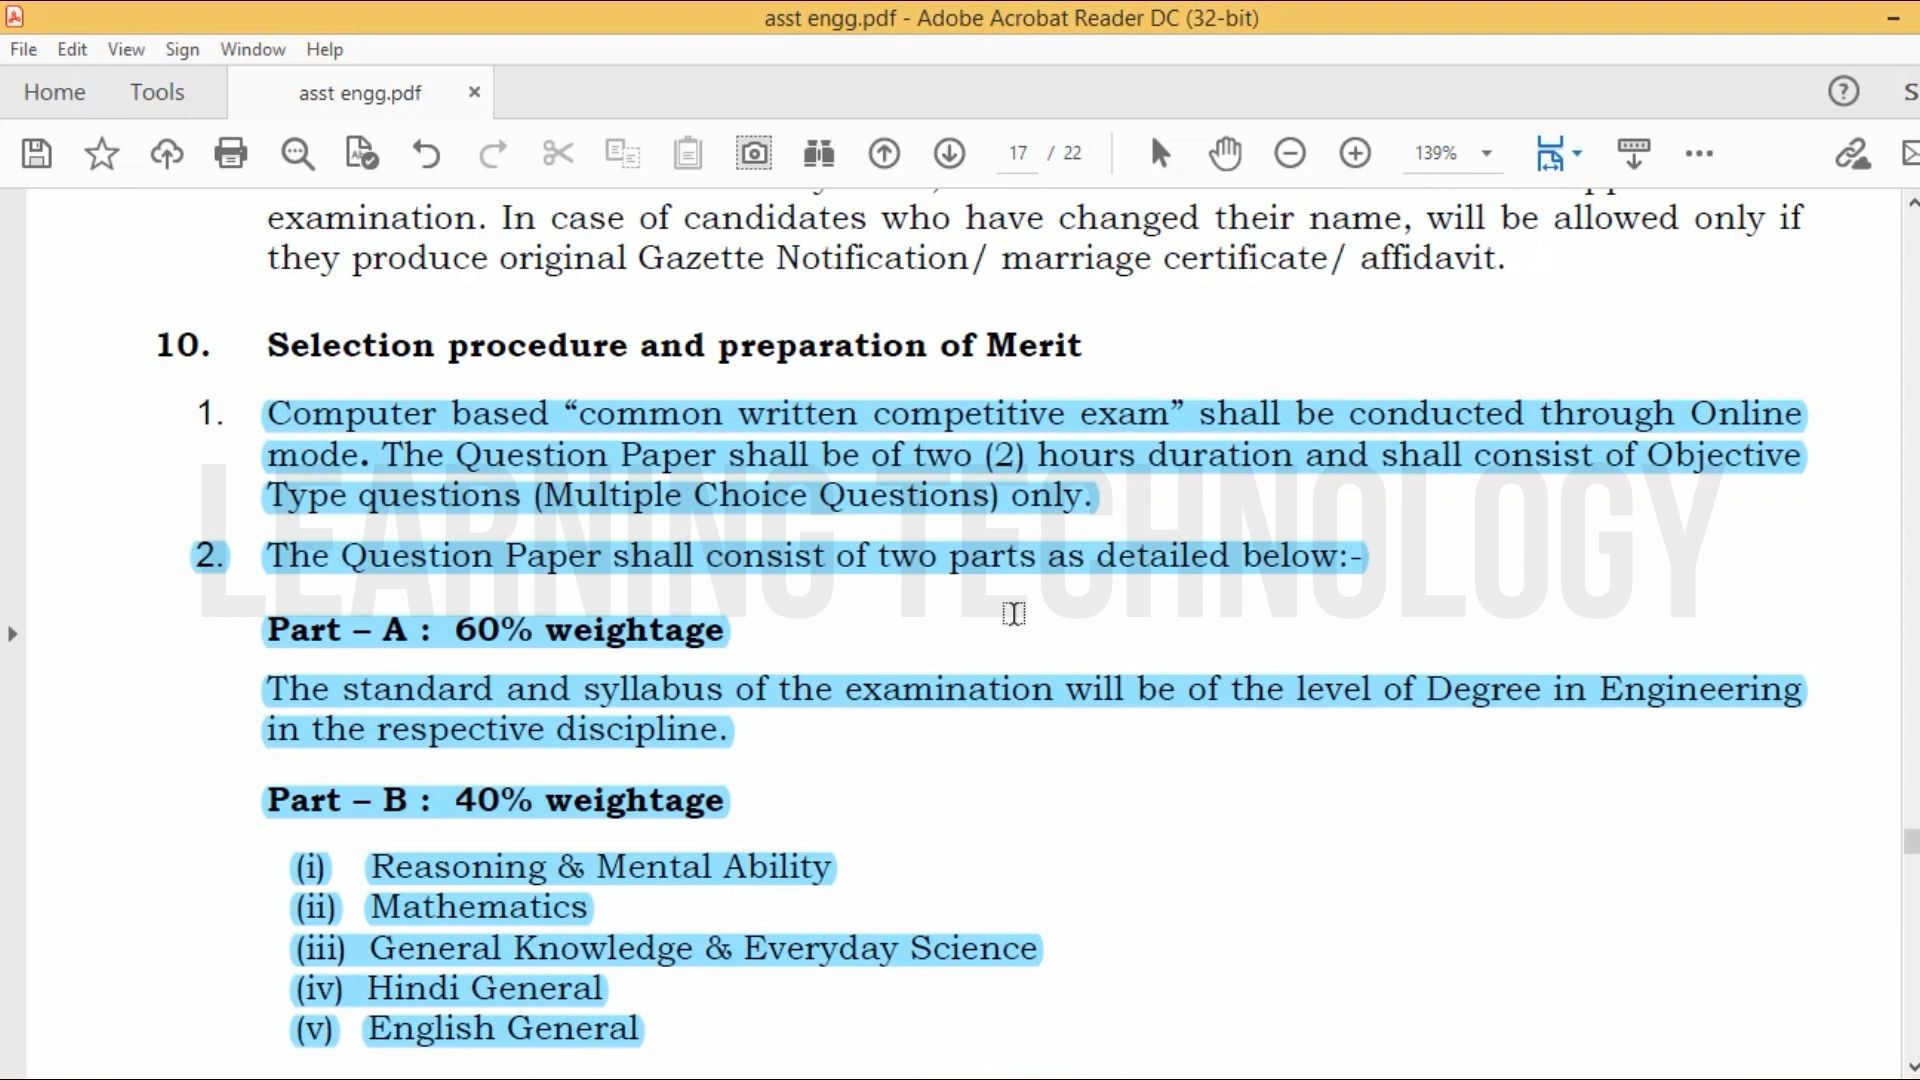 asst engg.pdf - Adobe Acrobat Reader DC (32-bit)
File Edit View Sign Window Help
Home Tools asst engg.pdf ×
17 / 22 139%
examination. In case of candidates who have changed their name, will be allowed only if
they produce original Gazette Notification/ marriage certificate/ affidavit.
10. Selection procedure and preparation of Merit
1. Computer based “common written competitive exam” shall be conducted through Online
mode. The Question Paper shall be of two (2) hours duration and shall consist of Objective
Type questions (Multiple Choice Questions) only.
LEARNING TECHNOLOGY
2. The Question Paper shall consist of two parts as detailed below:-
Part – A : 60% weightage
The standard and syllabus of the examination will be of the level of Degree in Engineering
in the respective discipline.
Part – B : 40% weightage
(i) Reasoning & Mental Ability
(ii) Mathematics
(iii) General Knowledge & Everyday Science
(iv) Hindi General
(v) English General